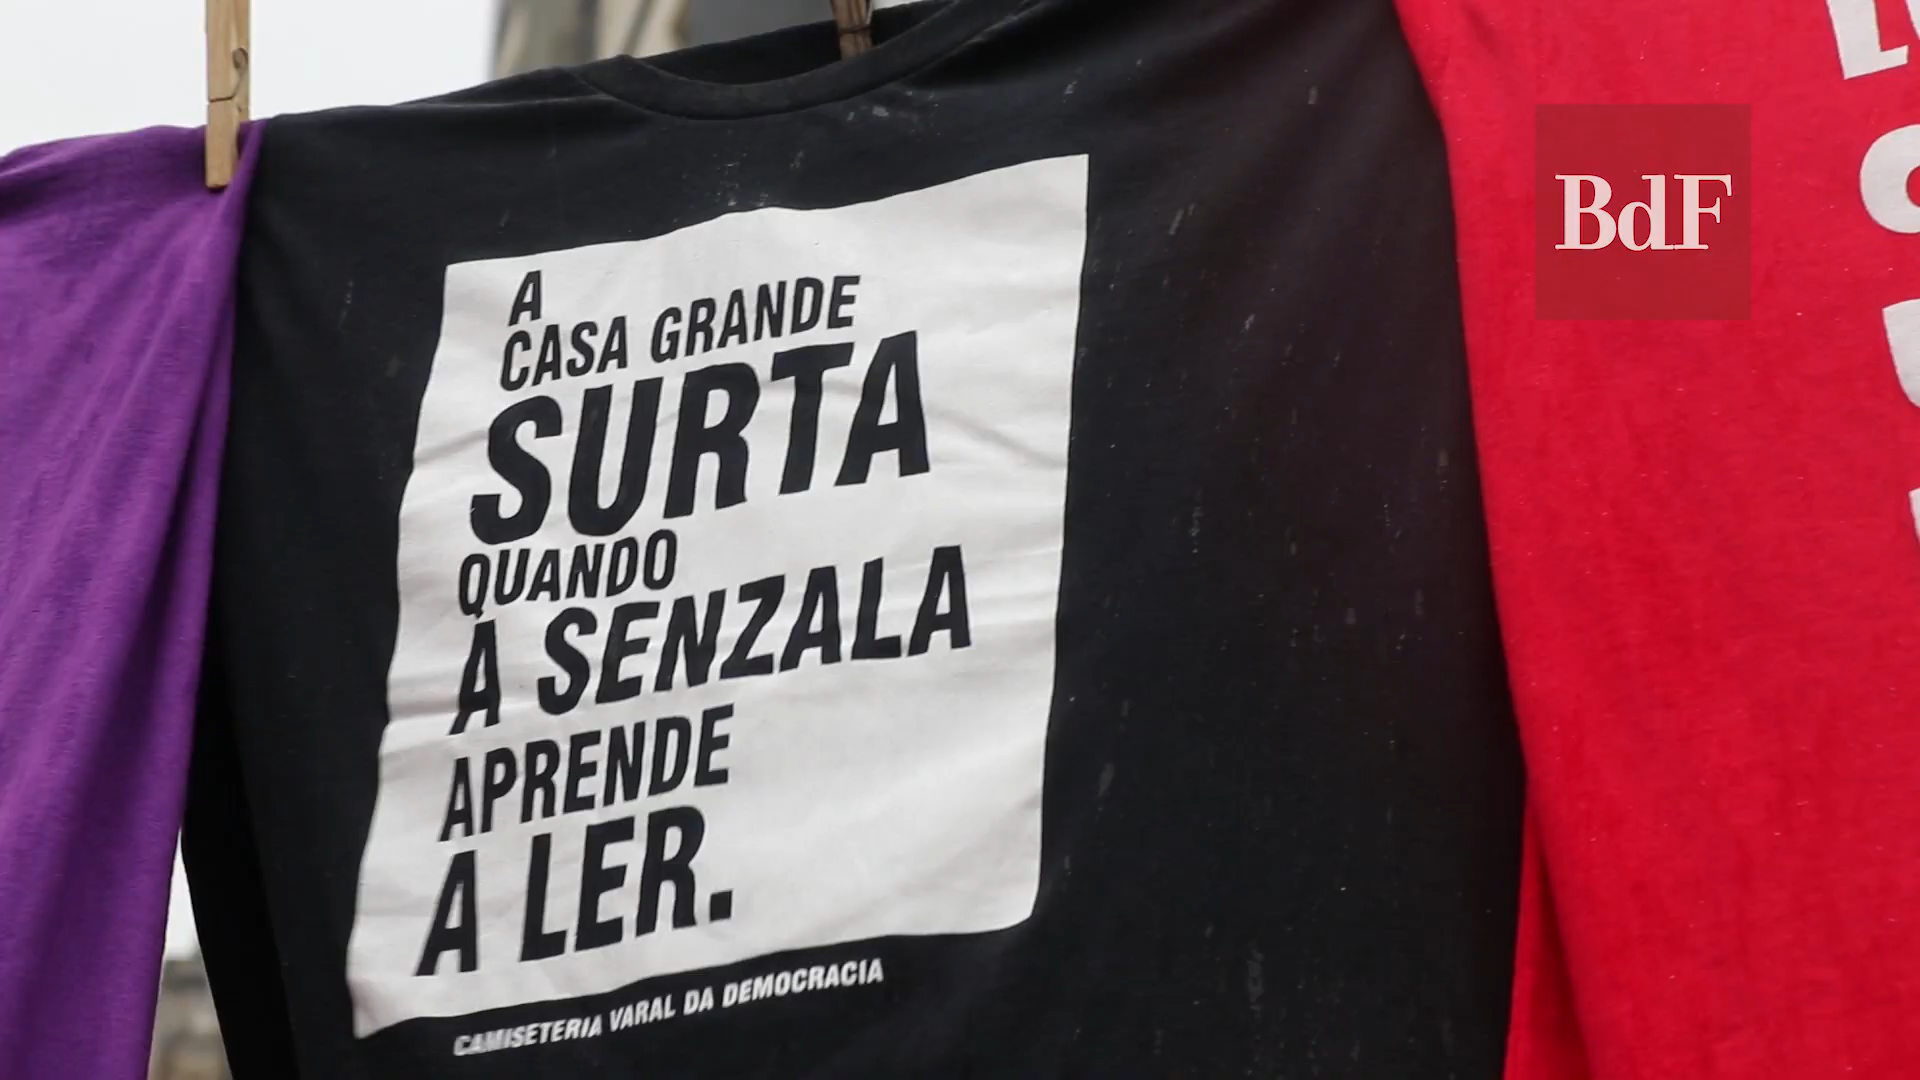 A
CASA GRANDE
SURTA
QUANDO
A SENZALA
APRENDE
A LER.
CAMISETERIA VARAL DA DEMOCRACIA
BdF